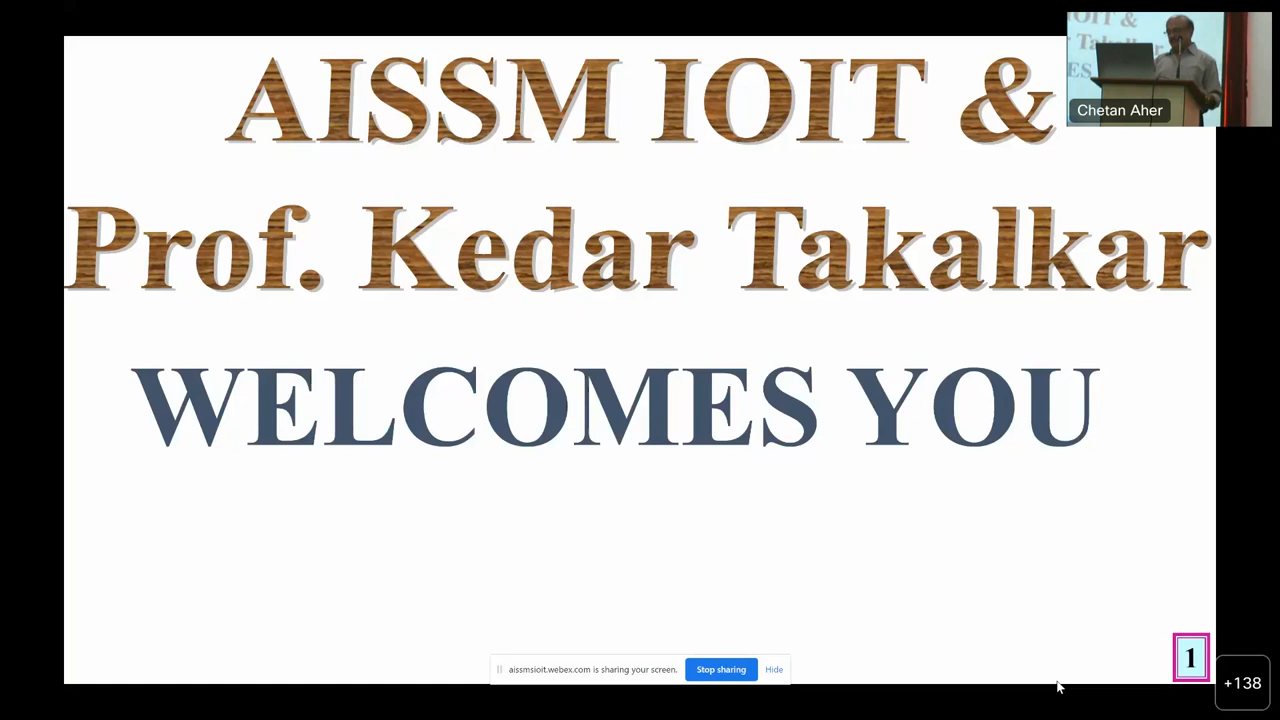 AISSM IOIT &
Prof. Kedar Takalkar
WELCOMES YOU
Chetan Aher
aissmsioit.webex.com is sharing your screen.
Stop sharing
Hide
1
+138